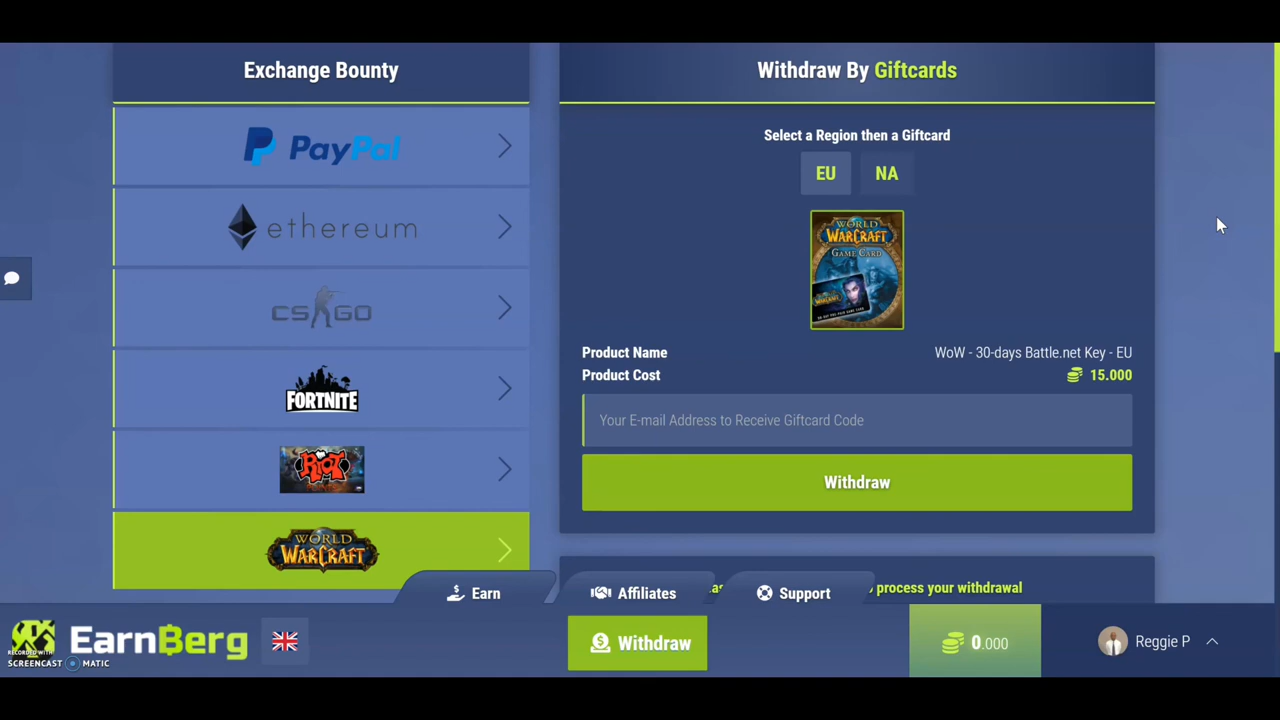 Exchange Bounty
PayPal
ethereum
CS GO
FORTNITE
RIOT
WORLD
WARCRAFT
Withdraw By Giftcards
Select a Region then a Giftcard
EU NA
WORLD
WARCRAFT
GAME CARD
Product Name WoW - 30-days Battle.net Key - EU
Product Cost 15.000
Your E-mail Address to Receive Giftcard Code
Withdraw
process your withdrawal
Earn Affiliates Support
EarnBerg Withdraw 0.000 Reggie P
RECORDED WITH
SCREENCAST MATIC